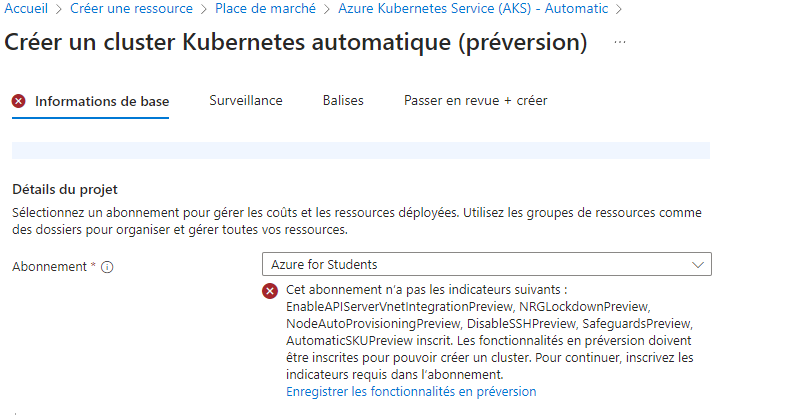 Accueil > Créer une ressource > Place de marché > Azure Kubernetes Service (AKS) - Automatic >
Créer un cluster Kubernetes automatique (préversion) ...
Informations de base Surveillance Balises Passer en revue + créer
Détails du projet
Sélectionnez un abonnement pour gérer les coûts et les ressources déployées. Utilisez les groupes de ressources comme
des dossiers pour organiser et gérer toutes vos ressources.
Abonnement * Azure for Students
Cet abonnement n'a pas les indicateurs suivants :
EnableAPIServerVnetIntegrationPreview, NRGLockdownPreview,
NodeAutoProvisioningPreview, DisableSSHPreview, SafeguardsPreview,
AutomaticSKUPreview inscrit. Les fonctionnalités en préversion doivent
être inscrites pour pouvoir créer un cluster. Pour continuer, inscrivez les
indicateurs requis dans l'abonnement.
Enregistrer les fonctionnalités en préversion